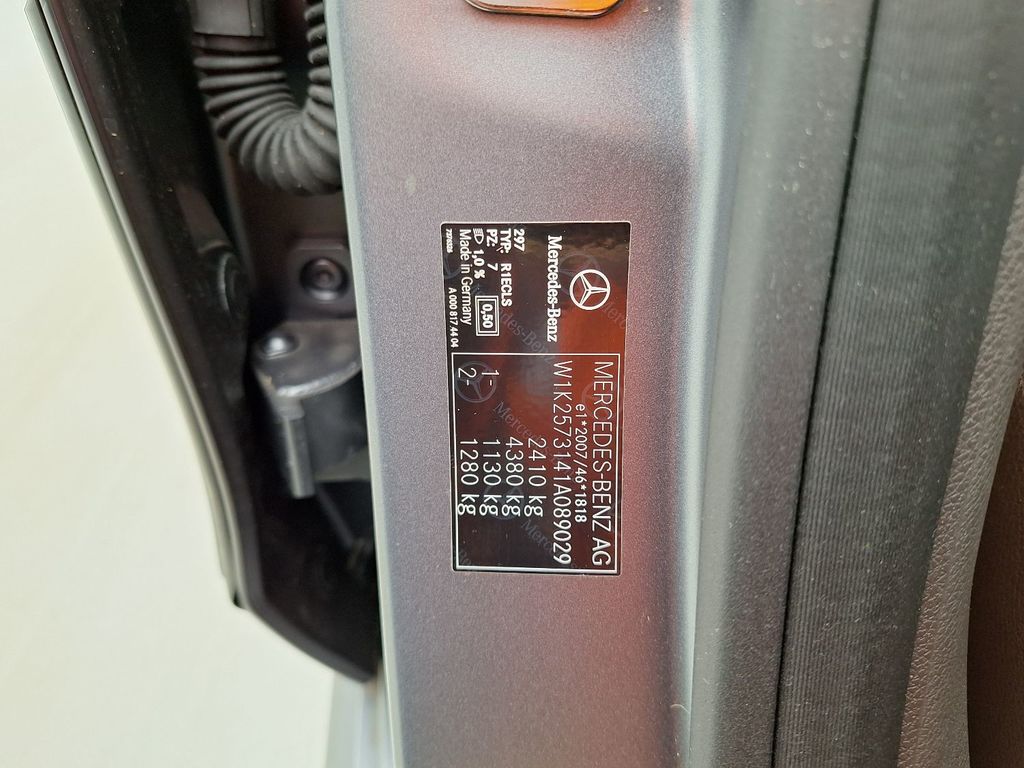 Mercedes-Benz
297
TYP: R1ECLS
PZ: 7
1,0 %
0,50
Made in Germany
A 000 817 44 04
MERCEDES-BENZ AG
e1*2007/46*1818
W1K2573141A089029
2410 kg
4380 kg
1- 1130 kg
2- 1280 kg